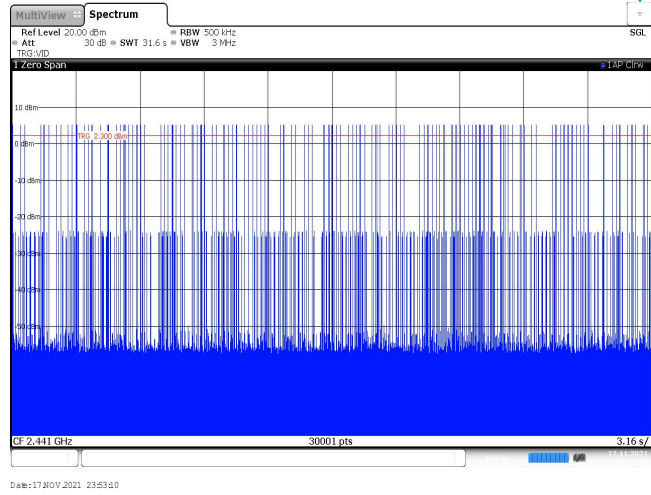 MultiView Spectrum
Ref Level 20.00 dBm RBW 500 kHz SGL
Att 30 dB SWT 31.6 s VBW 3 MHz
TRG:VID
1 Zero Span 1AP Clrw
10 dBm
TRG 2.300 dBm
0 dBm
-10 dBm
-20 dBm
-30 dBm
-40 dBm
-50 dBm
CF 2.441 GHz 30001 pts 3.16 s/
17.11.2021
Date: 17.NOV.2021 23:53:10